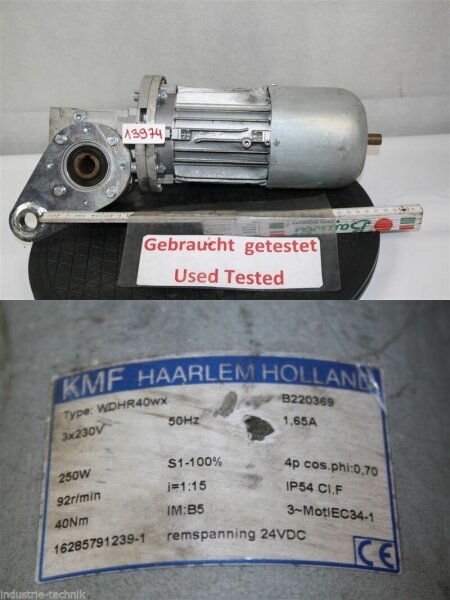 13974
Bauser
Gebraucht getestet
Used Tested
KMF HAARLEM HOLLAND
Type: WDHR40wx B220369
3x230V 50Hz 1,65A
250W S1-100% 4p cos.phi:0,70
92r/min i=1:15 IP54 Cl.F
40Nm IM:B5 3~MotIEC34-1
16285791239-1 remspanning 24VDC
CE
industrie-technik